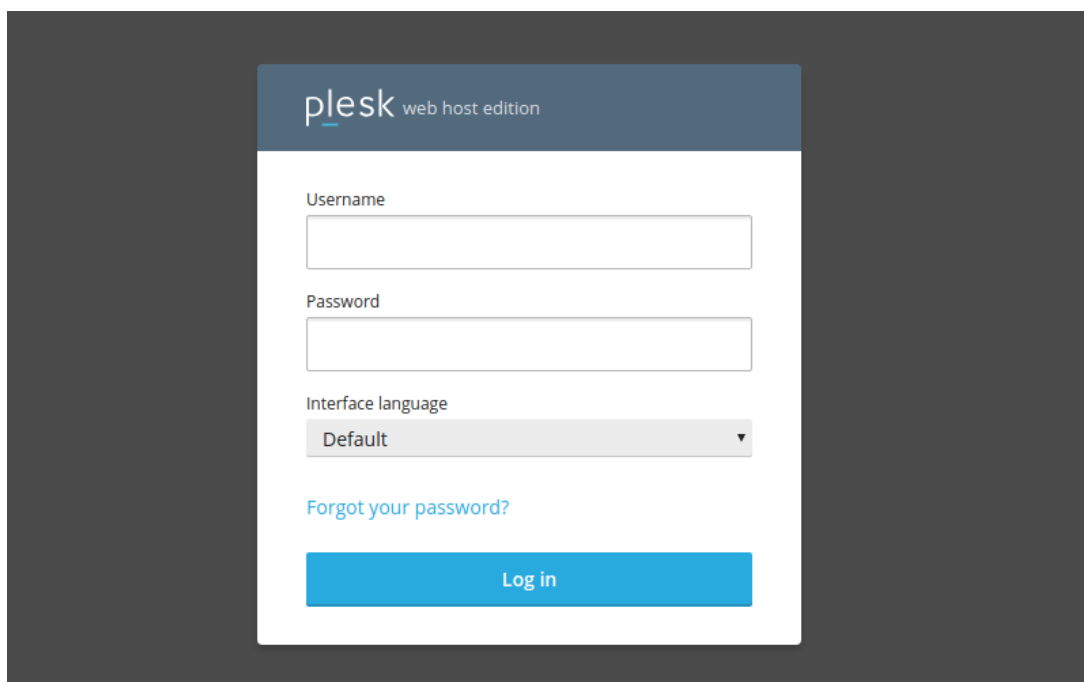 plesk web host edition
Username
Password
Interface language
Default
Forgot your password?
Log in